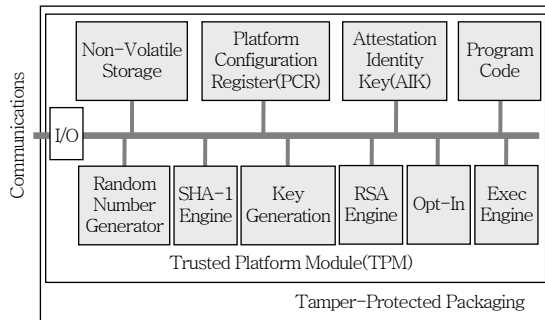 Communications
Non-Volatile
Storage
Platform
Configuration
Register(PCR)
Attestation
Identity
Key(AIK)
Program
Code
I/O
Random
Number
Generator
SHA-1
Engine
Key
Generation
RSA
Engine
Opt-In
Exec
Engine
Trusted Platform Module(TPM)
Tamper-Protected Packaging